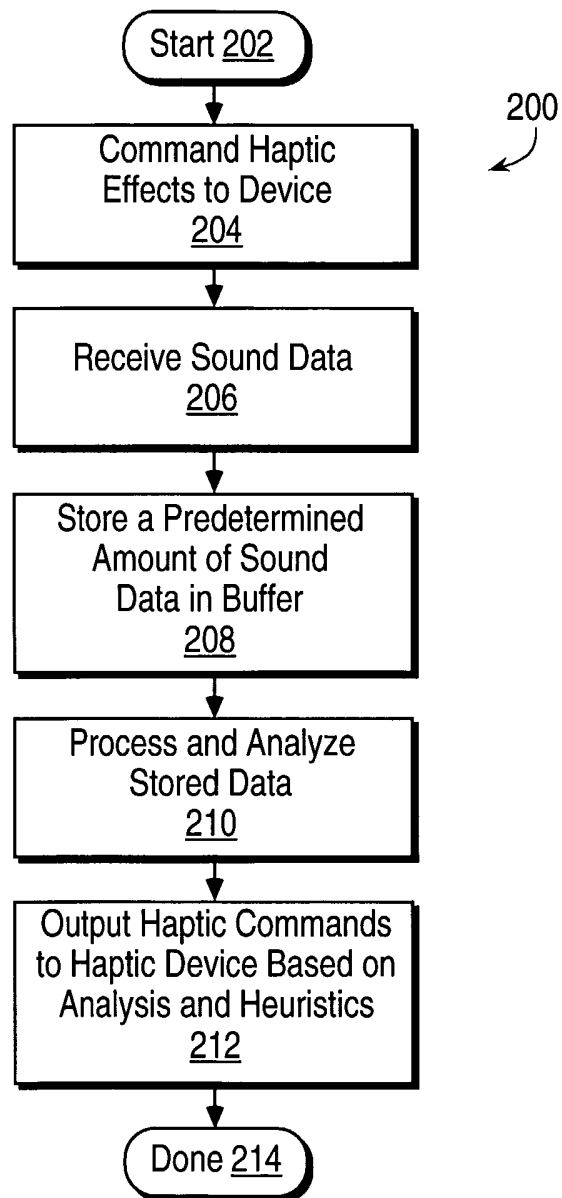 Start 202
200
Command Haptic
Effects to Device
204
Receive Sound Data
206
Store a Predetermined
Amount of Sound
Data in Buffer
208
Process and Analyze
Stored Data
210
Output Haptic Commands
to Haptic Device Based on
Analysis and Heuristics
212
Done 214